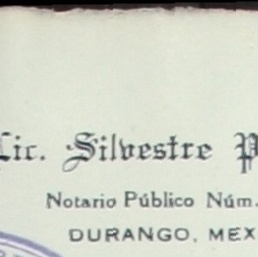 Lic. Silvestre P
Notario Público Núm.
DURANGO, MEX